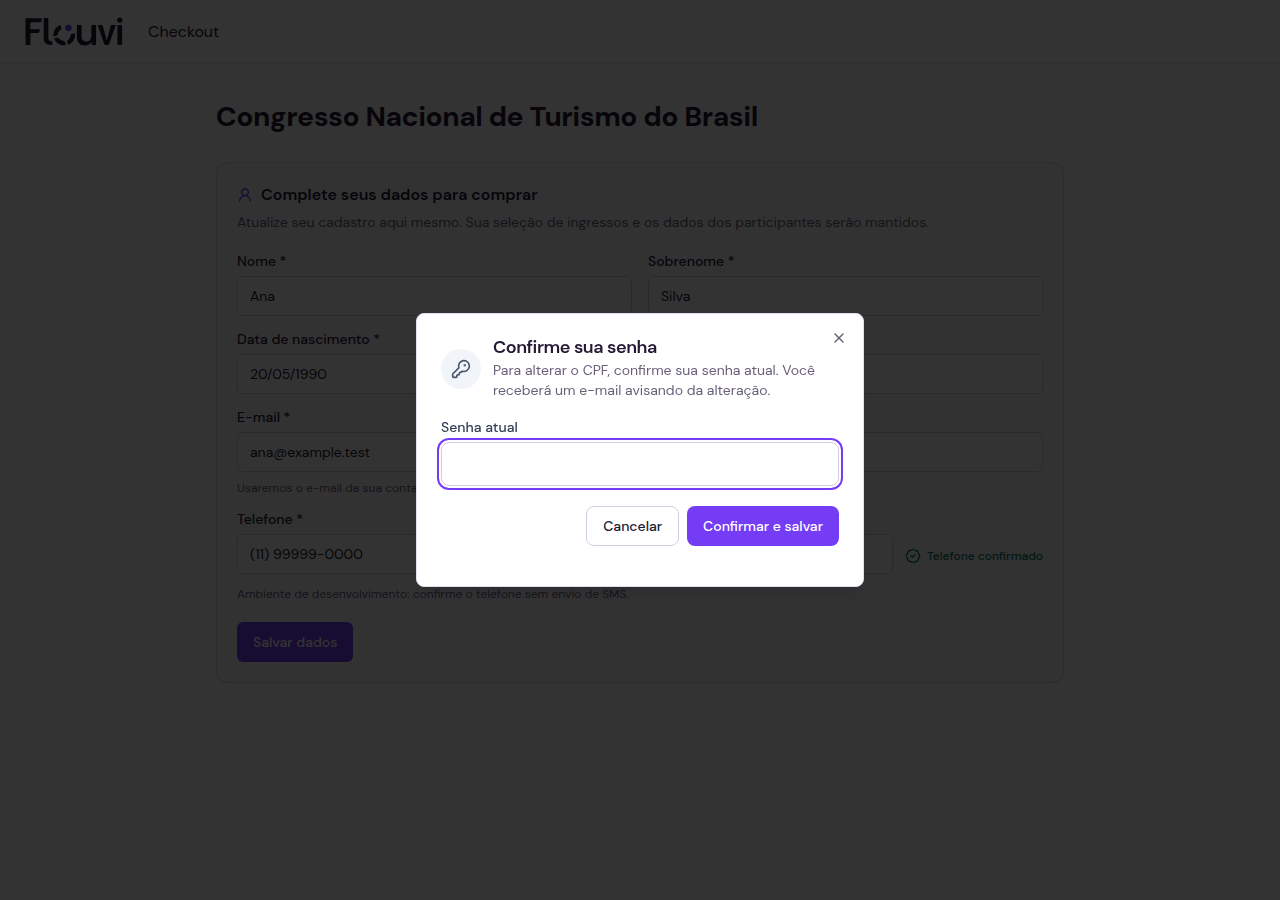 Flouvi
Checkout
Congresso Nacional de Turismo do Brasil
Complete seus dados para comprar
Atualize seu cadastro aqui mesmo. Sua seleção de ingressos e os dados dos participantes serão mantidos.
Nome *
Sobrenome *
Ana
Silva
Data de nascimento *
20/05/1990
E-mail *
ana@example.test
Usaremos o e-mail da sua conta
Telefone *
(11) 99999-0000
Telefone confirmado
Ambiente de desenvolvimento: confirme o telefone sem envio de SMS.
Salvar dados
Confirme sua senha
Para alterar o CPF, confirme sua senha atual. Você
receberá um e-mail avisando da alteração.
Senha atual
Cancelar
Confirmar e salvar